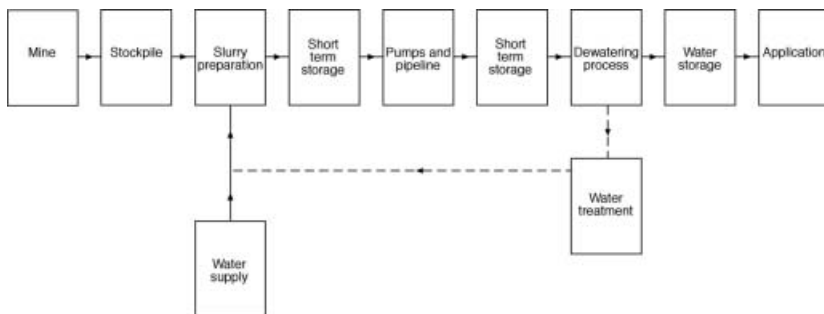 Mine
Stockpile
Slurry
preparation
Short
term
storage
Pumps and
pipeline
Short
term
storage
Dewatering
process
Water
storage
Application
Water
treatment
Water
supply